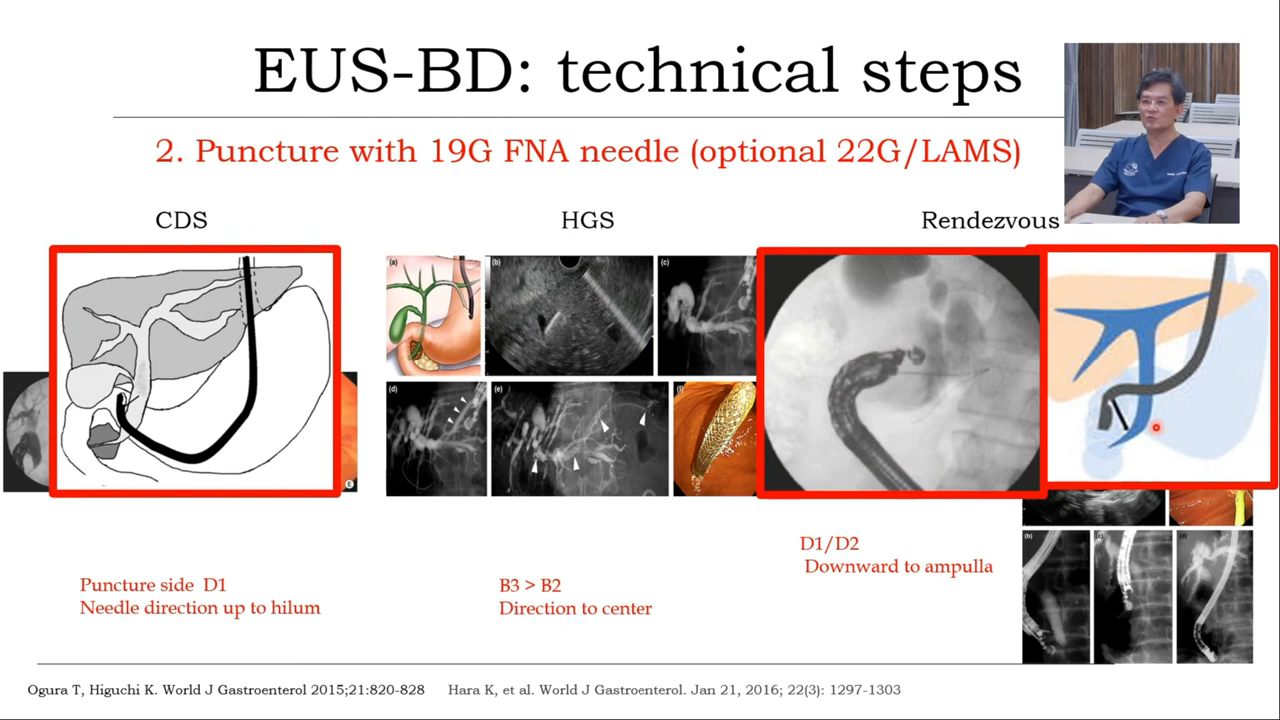 EUS-BD: technical steps
2. Puncture with 19G FNA needle (optional 22G/LAMS)
CDS
HGS
Rendezvous
(a)
(b)
(c)
(d)
(e)
(f)
E
Puncture side D1
Needle direction up to hilum
B3 > B2
Direction to center
D1/D2
Downward to ampulla
(b)
(c)
(d)
Ogura T, Higuchi K. World J Gastroenterol 2015;21:820-828
Hara K, et al. World J Gastroenterol. Jan 21, 2016; 22(3): 1297-1303